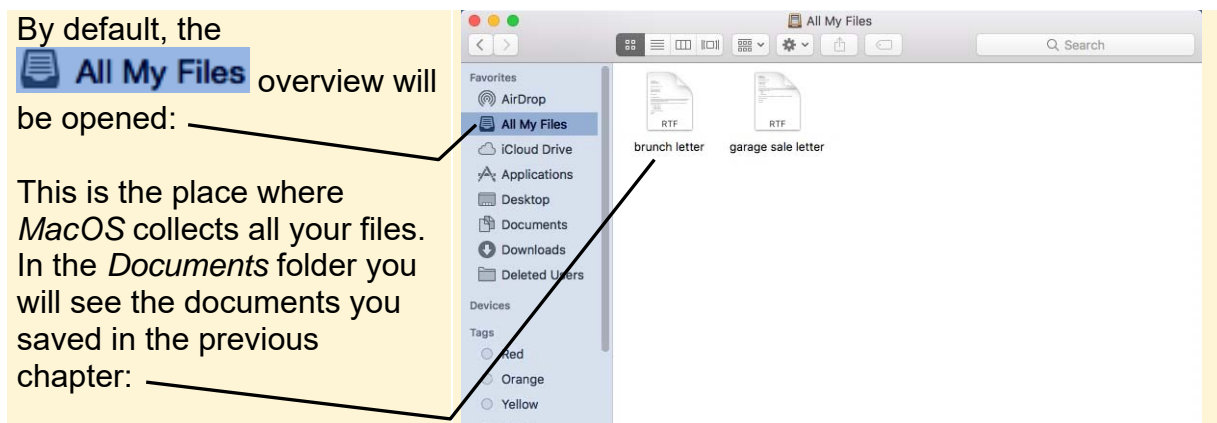 By default, the
All My Files overview will
be opened:
This is the place where
MacOS collects all your files.
In the Documents folder you
will see the documents you
saved in the previous
chapter:
All My Files
Search
Favorites
AirDrop
All My Files
iCloud Drive
Applications
Desktop
Documents
Downloads
Deleted Users
Devices
Tags
Red
Orange
Yellow
RTF
RTF
brunch letter
garage sale letter